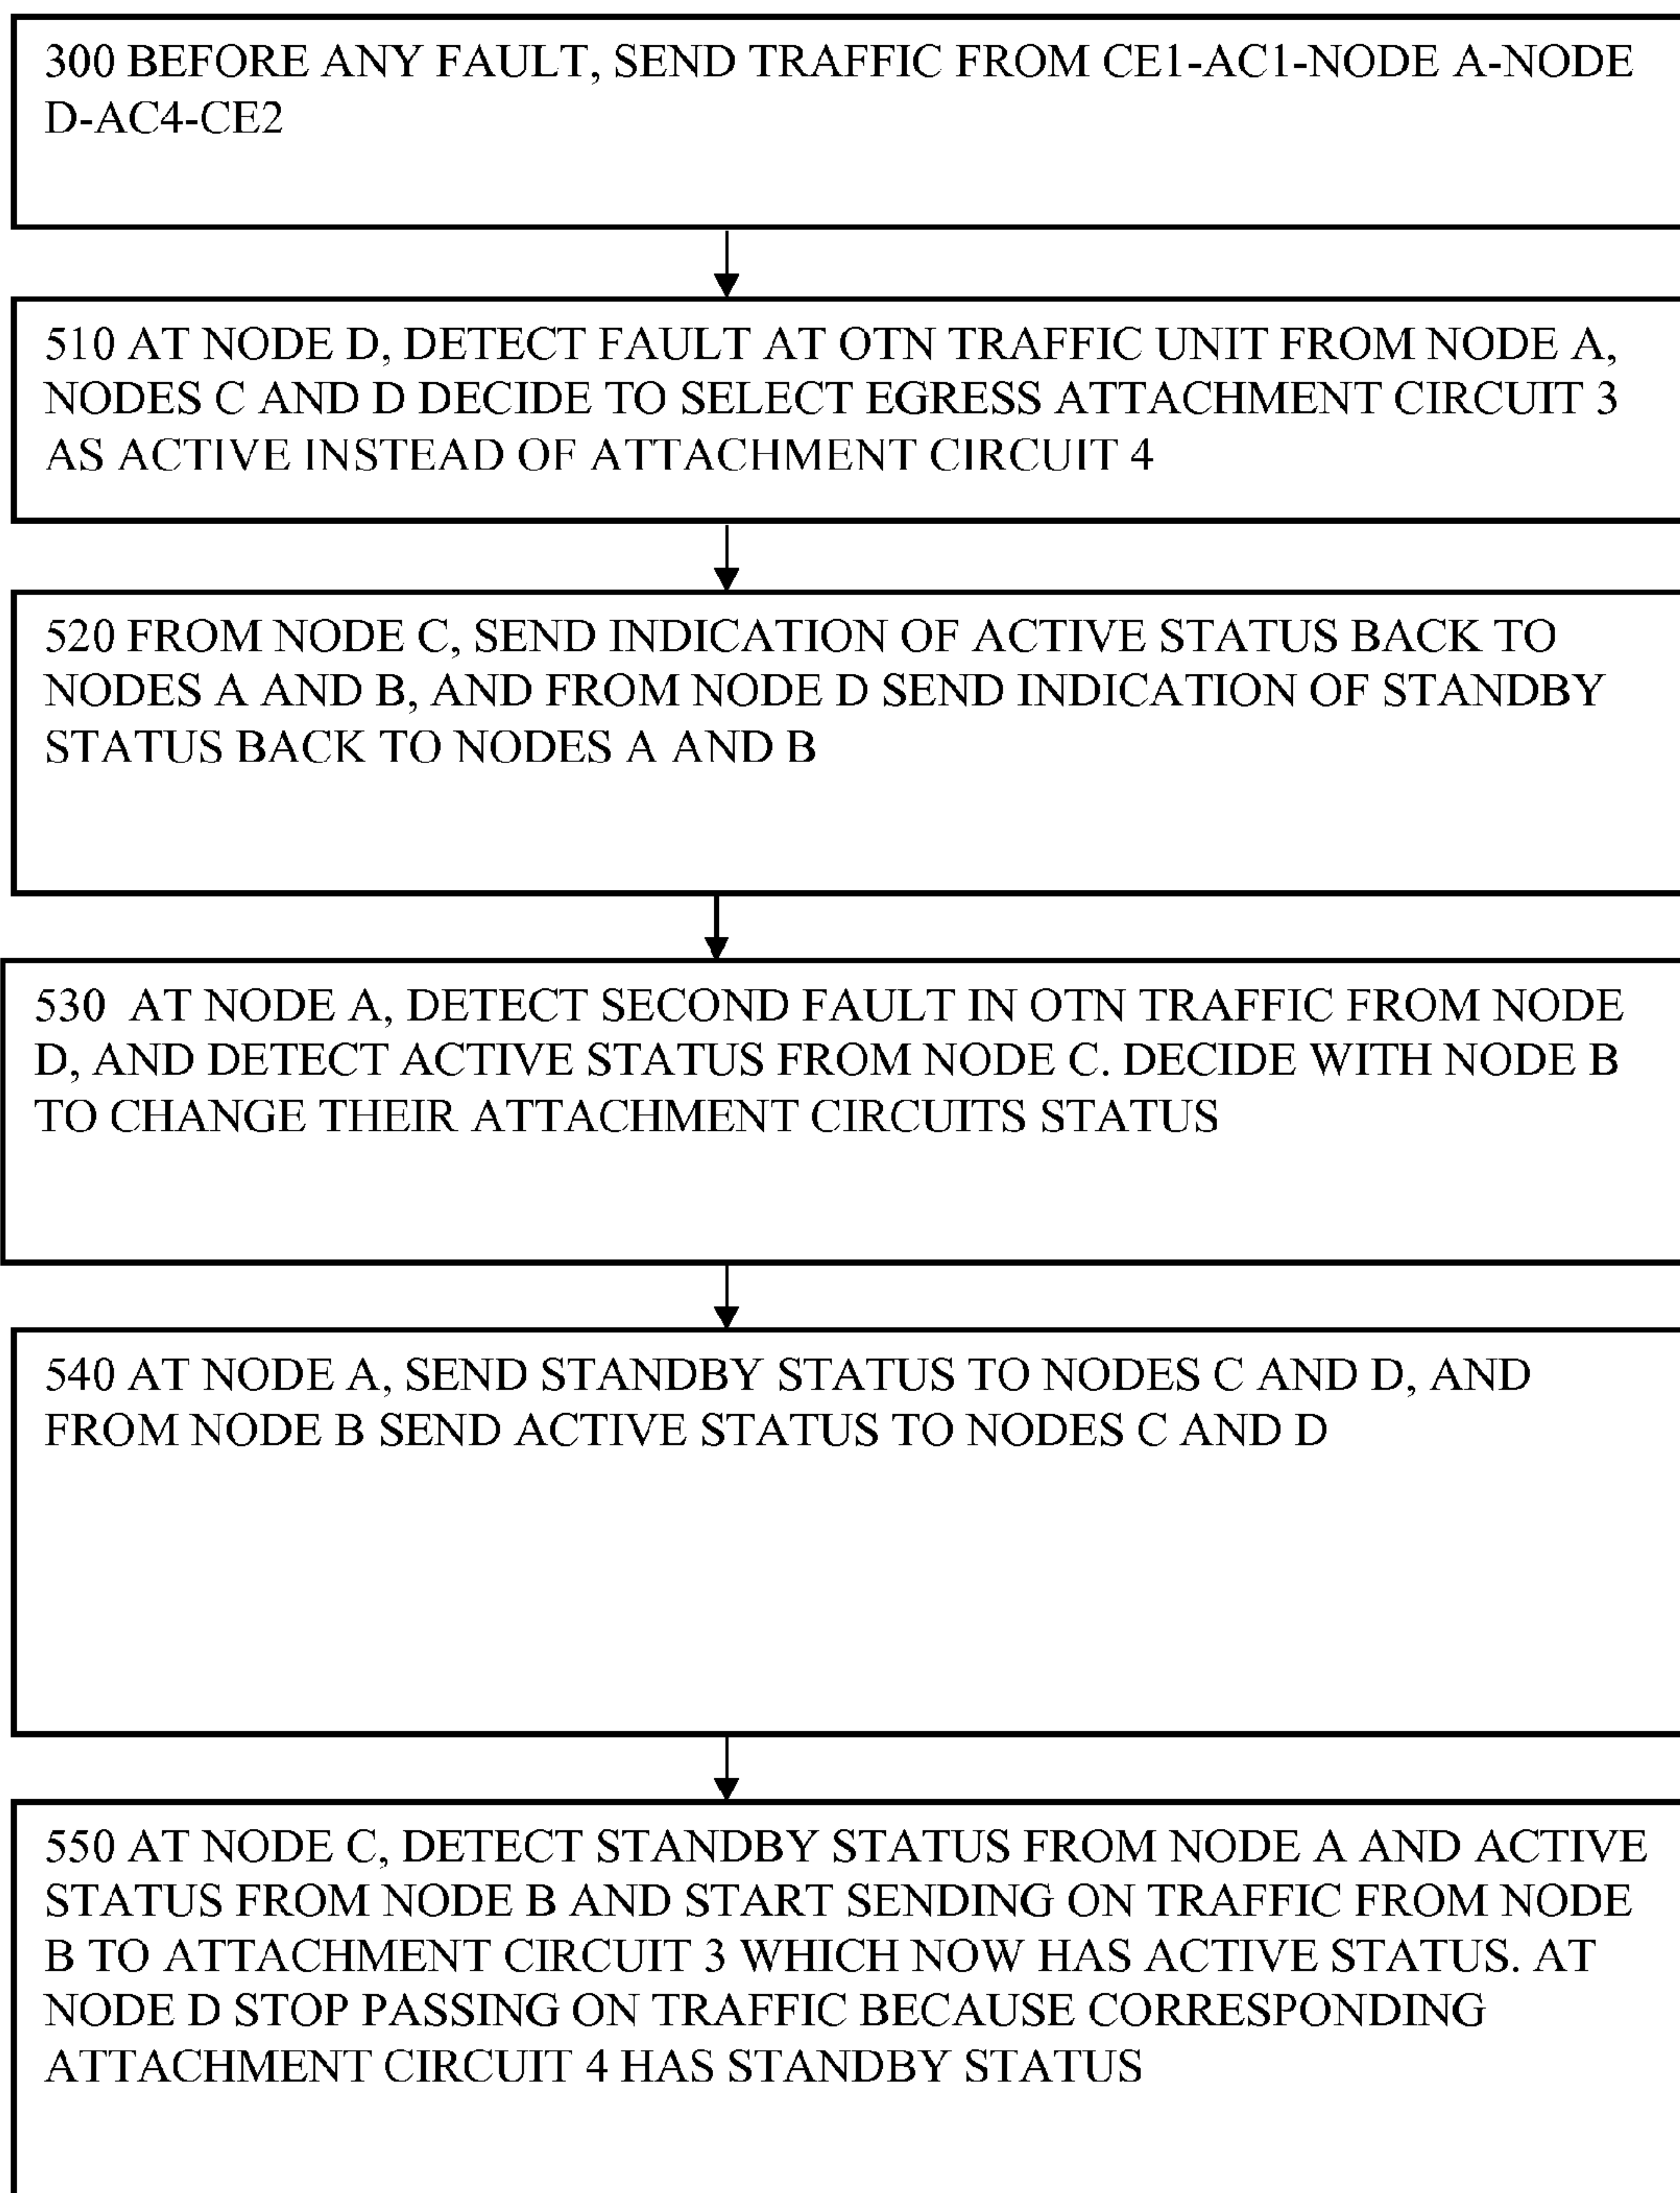 300 BEFORE ANY FAULT, SEND TRAFFIC FROM CE1-AC1-NODE A-NODE
D-AC4-CE2
510 AT NODE D, DETECT FAULT AT OTN TRAFFIC UNIT FROM NODE A,
NODES C AND D DECIDE TO SELECT EGRESS ATTACHMENT CIRCUIT 3
AS ACTIVE INSTEAD OF ATTACHMENT CIRCUIT 4
520 FROM NODE C, SEND INDICATION OF ACTIVE STATUS BACK TO
NODES A AND B, AND FROM NODE D SEND INDICATION OF STANDBY
STATUS BACK TO NODES A AND B
530 AT NODE A, DETECT SECOND FAULT IN OTN TRAFFIC FROM NODE
D, AND DETECT ACTIVE STATUS FROM NODE C. DECIDE WITH NODE B
TO CHANGE THEIR ATTACHMENT CIRCUITS STATUS
540 AT NODE A, SEND STANDBY STATUS TO NODES C AND D, AND
FROM NODE B SEND ACTIVE STATUS TO NODES C AND D
550 AT NODE C, DETECT STANDBY STATUS FROM NODE A AND ACTIVE
STATUS FROM NODE B AND START SENDING ON TRAFFIC FROM NODE
B TO ATTACHMENT CIRCUIT 3 WHICH NOW HAS ACTIVE STATUS. AT
NODE D STOP PASSING ON TRAFFIC BECAUSE CORRESPONDING
ATTACHMENT CIRCUIT 4 HAS STANDBY STATUS